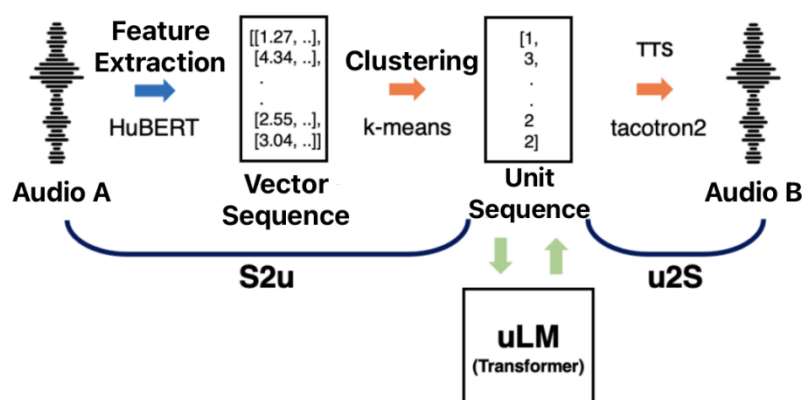 Feature
Extraction
HuBERT
Audio A
[[1.27, ..],
[4.34, ..],
.
.
[2.55, ..],
[3.04, ..]]
Vector
Sequence
Clustering
k-means
[1,
3,
.
.
2
2]
Unit
Sequence
TTS
tacotron2
Audio B
S2u
u2S
uLM
(Transformer)